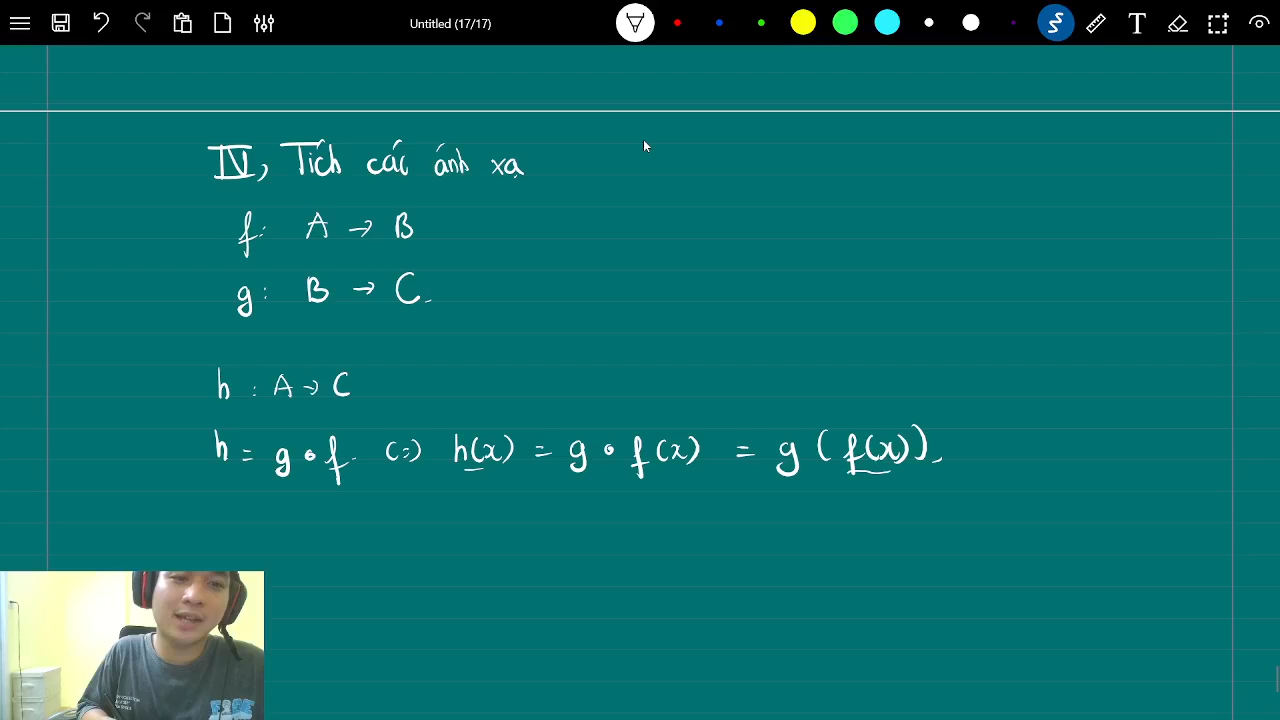 Untitled (17/17)
IV, Tích các ánh xạ
f: A → B
g: B → C.
h : A → C
h = g∘f. (=) h(x) = g∘f(x) = g(f(x)).